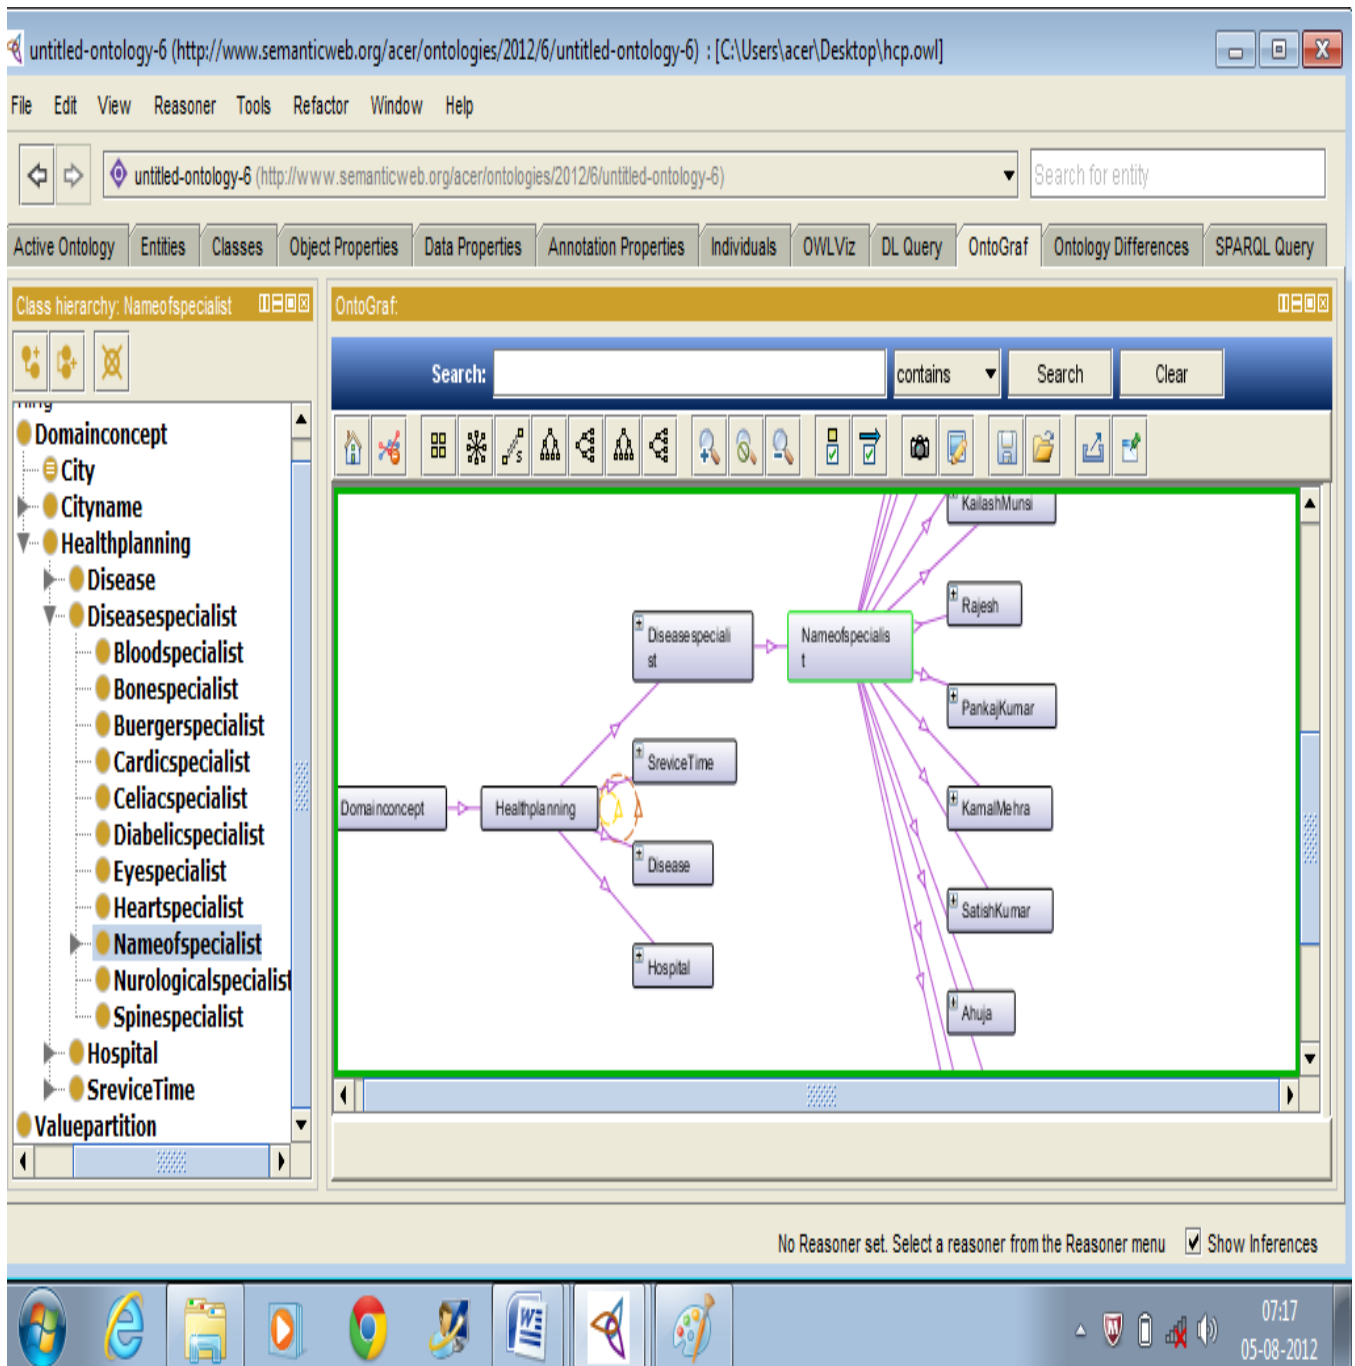 untitled-ontology-6 (http://www.semanticweb.org/acer/ontologies/2012/6/untitled-ontology-6) : [C:\Users\acer\Desktop\hcp.owl]
File Edit View Reasoner Tools Refactor Window Help
untitled-ontology-6 (http://www.semanticweb.org/acer/ontologies/2012/6/untitled-ontology-6)
Search for entity
Active Ontology Entities Classes Object Properties Data Properties Annotation Properties Individuals OWLViz DL Query OntoGraf Ontology Differences SPARQL Query
Class hierarchy: Nameofspecialist
Domainconcept
City
Cityname
Healthplanning
Disease
Diseasespecialist
Bloodspecialist
Bonespecialist
Buergerspecialist
Cardicspecialist
Celiacspecialist
Diabelicspecialist
Eyespecialist
Heartspecialist
Nameofspecialist
Nurologicalspecialist
Spinespecialist
Hospital
SreviceTime
Valuepartition
OntoGraf:
Search: contains Search Clear
KailashMunsi
Rajesh
Diseasespeciali
st
Nameofspecialis
t
PankajKumar
SreviceTime
Domainconcept
Healthplanning
KamalMehra
Disease
SatishKumar
Hospital
Ahuja
No Reasoner set. Select a reasoner from the Reasoner menu Show Inferences
07:17
05-08-2012